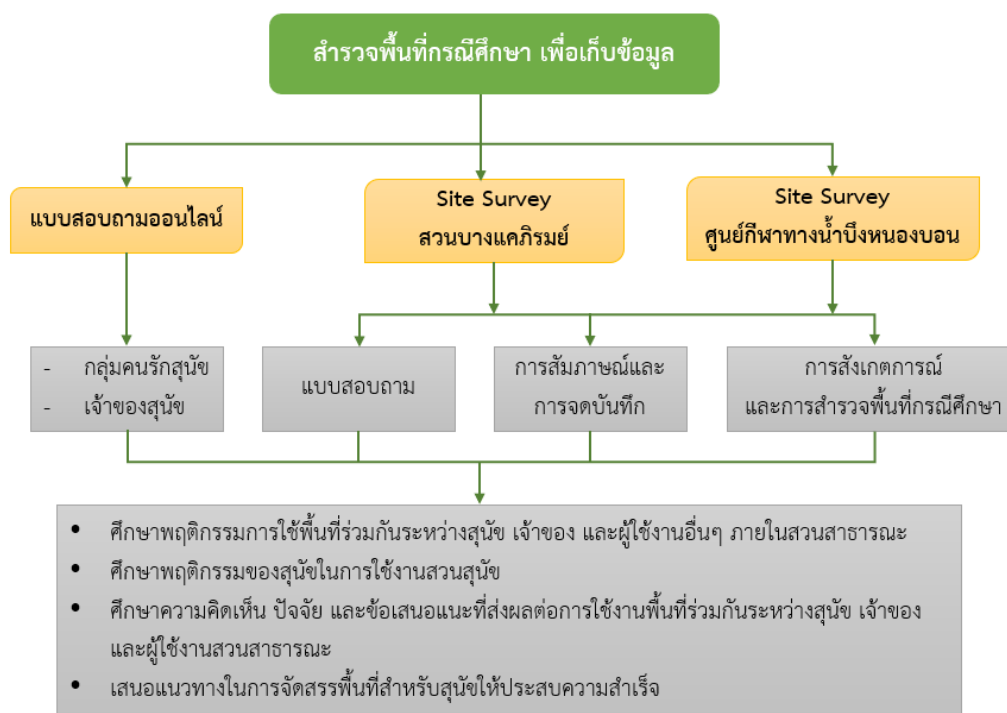 สำรวจพื้นที่กรณีศึกษา เพื่อเก็บข้อมูล
แบบสอบถามออนไลน์
Site Survey
สวนบางแคภิรมย์
Site Survey
ศูนย์กีฬาทางน้ำบึงหนองบอน
- กลุ่มคนรักสุนัข
- เจ้าของสุนัข
แบบสอบถาม
การสัมภาษณ์และ
การจดบันทึก
การสังเกตการณ์
และการสำรวจพื้นที่กรณีศึกษา
• ศึกษาพฤติกรรมการใช้พื้นที่ร่วมกันระหว่างสุนัข เจ้าของ และผู้ใช้งานอื่นๆ ภายในสวนสาธารณะ
• ศึกษาพฤติกรรมของสุนัขในการใช้งานสวนสุนัข
• ศึกษาความคิดเห็น ปัจจัย และข้อเสนอแนะที่ส่งผลต่อการใช้งานพื้นที่ร่วมกันระหว่างสุนัข เจ้าของ
และผู้ใช้งานสวนสาธารณะ
• เสนอแนวทางในการจัดสรรพื้นที่สำหรับสุนัขให้ประสบความสำเร็จ